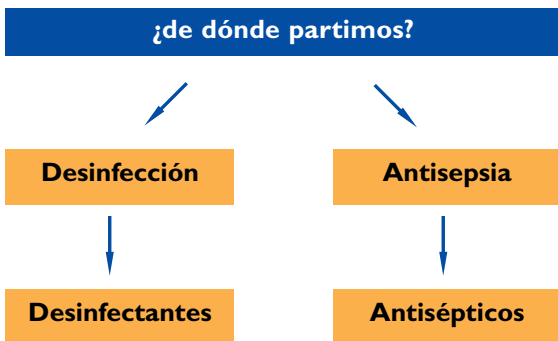 ¿de dónde partimos?
Desinfección
Antisepsia
Desinfectantes
Antisépticos